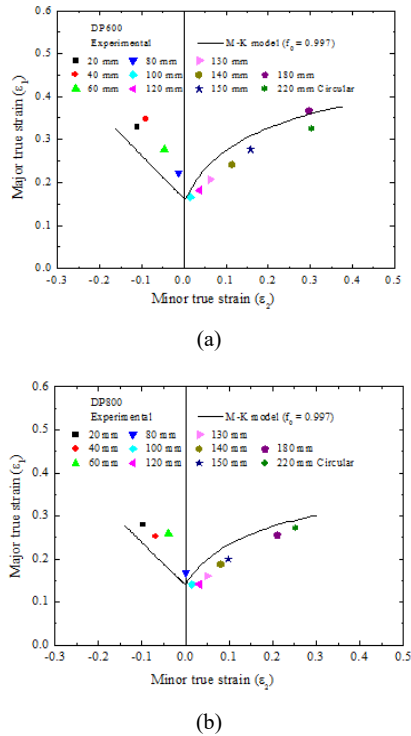 0.6
DP600
Experimental
M-K model (f0 = 0.997)
20 mm
80 mm
130 mm
40 mm
100 mm
140 mm
180 mm
60 mm
120 mm
150 mm
220 mm Circular
0.5
0.4
0.3
0.2
0.1
0.0
Major true strain (ε1)
-0.3 -0.2 -0.1 0.0 0.1 0.2 0.3 0.4 0.5
Minor true strain (ε2)
(a)
0.6
DP800
Experimental
M-K model (f0 = 0.997)
20 mm
80 mm
130 mm
40 mm
100 mm
140 mm
180 mm
60 mm
120 mm
150 mm
220 mm Circular
0.5
0.4
0.3
0.2
0.1
0.0
Major true strain (ε1)
-0.3 -0.2 -0.1 0.0 0.1 0.2 0.3 0.4 0.5
Minor true strain (ε2)
(b)